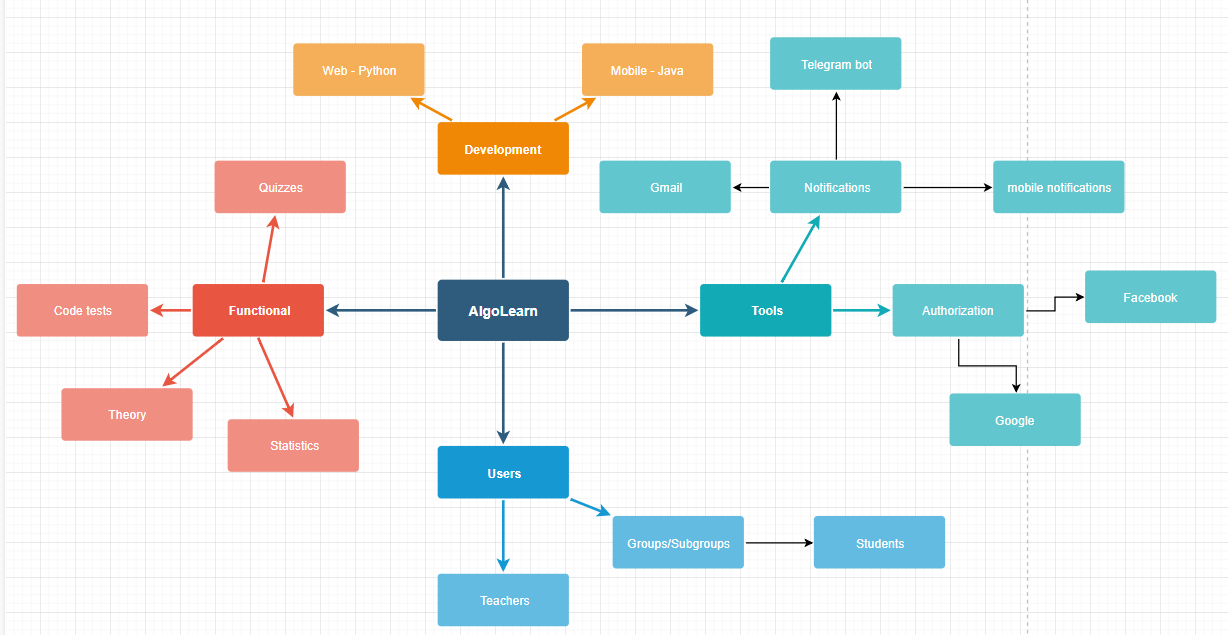 Telegram bot
Web - Python
Mobile - Java
Development
Quizzes
Gmail
Notifications
mobile notifications
Facebook
Code tests
Functional
AlgoLearn
Tools
Authorization
Theory
Google
Statistics
Users
Groups/Subgroups
Students
Teachers